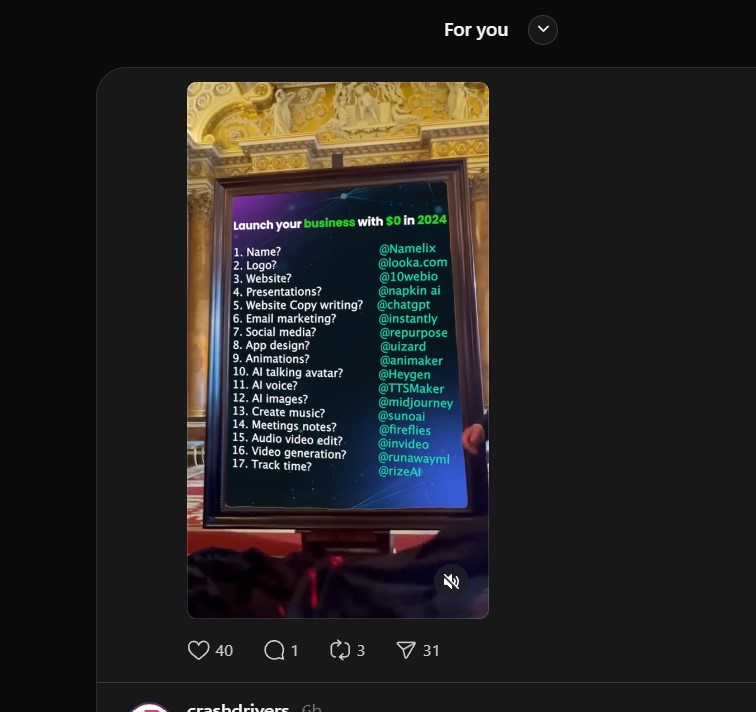 For you
Launch your business with $0 in 2024
1. Name? @Namelix
2. Logo? @looka.com
3. Website? @10webio
4. Presentations? @napkin ai
5. Website Copy writing? @chatgpt
6. Email marketing? @instantly
7. Social media? @repurpose
8. App design? @uizard
9. Animations? @animaker
10. AI talking avatar? @Heygen
11. AI voice? @TTSMaker
12. AI images? @midjourney
13. Create music? @sunoai
14. Meetings notes? @fireflies
15. Audio video edit? @invideo
16. Video generation? @runawayml
17. Track time? @rizeAI
40 1 3 31
crashdrivers 6h